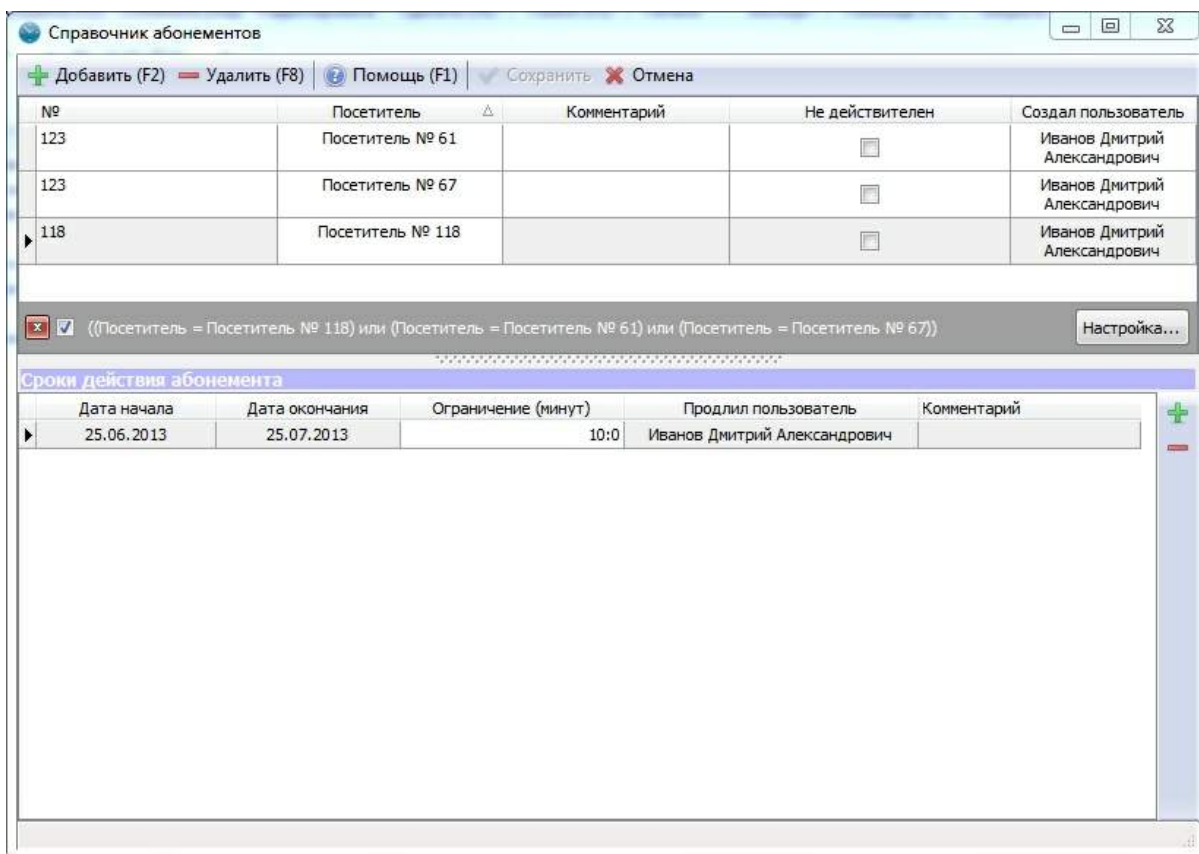 Справочник абонементов
Добавить (F2) Удалить (F8) Помощь (F1) Сохранить Отмена
№ Посетитель Комментарий Не действителен Создал пользователь
123 Посетитель № 61 Иванов Дмитрий
Александрович
123 Посетитель № 67 Иванов Дмитрий
Александрович
118 Посетитель № 118 Иванов Дмитрий
Александрович
((Посетитель = Посетитель № 118) или (Посетитель = Посетитель № 61) или (Посетитель = Посетитель № 67)) Настройка...
Сроки действия абонемента
Дата начала Дата окончания Ограничение (минут) Продлил пользователь Комментарий
25.06.2013 25.07.2013 10:0 Иванов Дмитрий Александрович